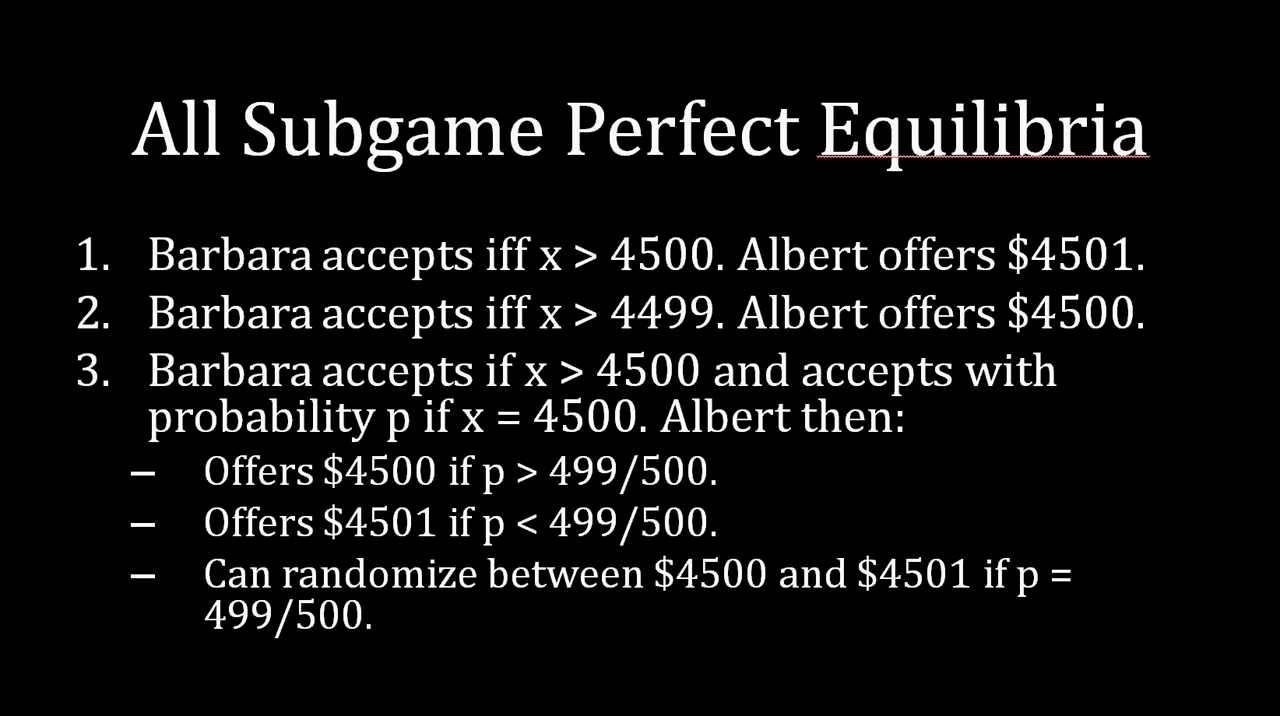 All Subgame Perfect Equilibria
1. Barbara accepts iff x > 4500. Albert offers $4501.
2. Barbara accepts iff x > 4499. Albert offers $4500.
3. Barbara accepts if x > 4500 and accepts with
probability p if x = 4500. Albert then:
– Offers $4500 if p > 499/500.
– Offers $4501 if p < 499/500.
– Can randomize between $4500 and $4501 if p =
499/500.